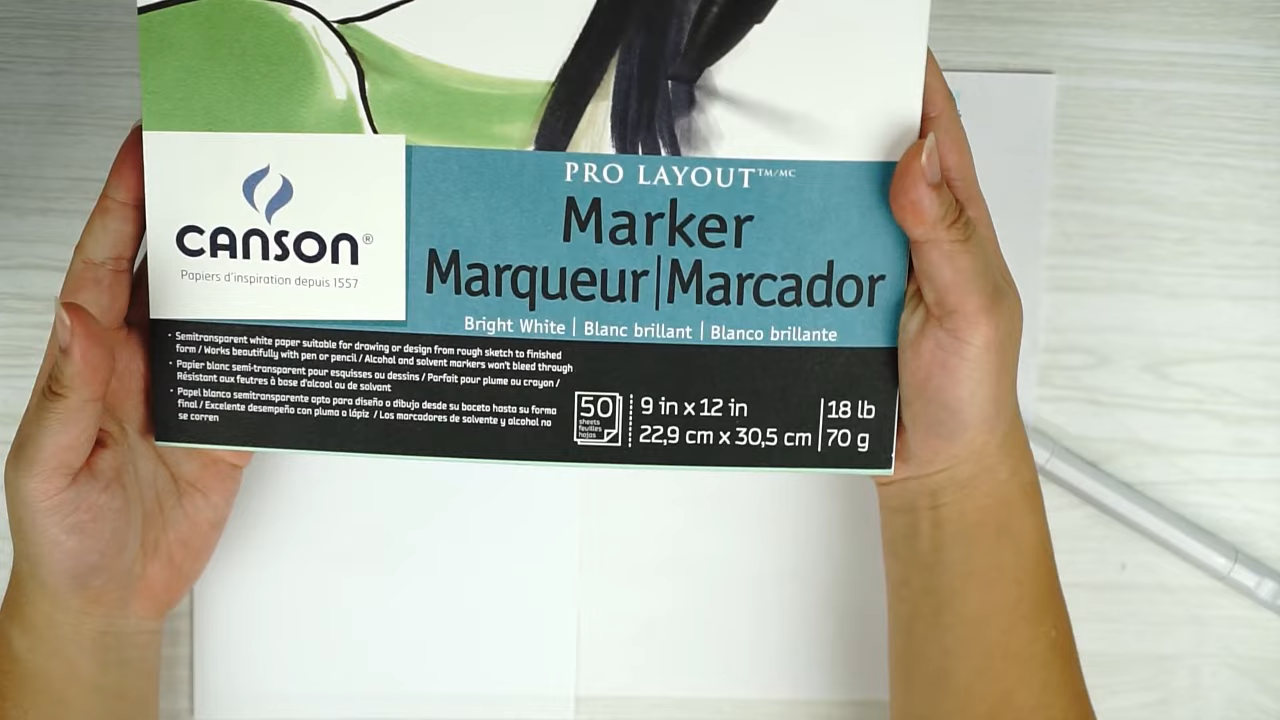 PRO LAYOUT™/MC
Marker
Marqueur|Marcador
Bright White | Blanc brillant | Blanco brillante
CANSON®
Papiers d'inspiration depuis 1557
• Semitransparent white paper suitable for drawing or design from rough sketch to finished
form / Works beautifully with pen or pencil / Alcohol and solvent markers won't bleed through
• Papier blanc semi-transparent pour esquisses ou dessins / Parfait pour plume ou crayon /
Résistant aux feutres à base d'alcool ou de solvant
• Papel blanco semitransparente apto para diseño o dibujo desde su boceto hasta su forma
final / Excelente desempeño con pluma o lápiz / Los marcadores de solvente y alcohol no
se corren
50
sheets
feuilles
hojas
9 in x 12 in
22,9 cm x 30,5 cm
18 lb
70 g